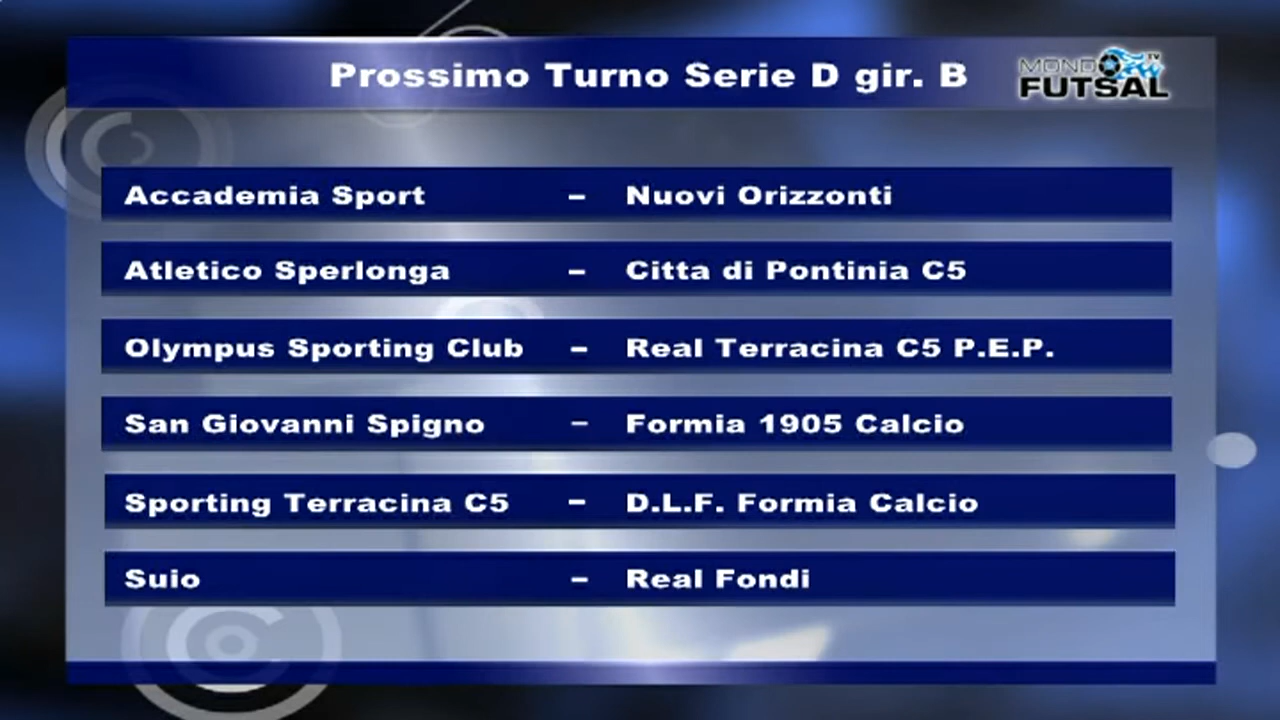 Prossimo Turno Serie D gir. B
MONDO TV
FUTSAL
Accademia Sport – Nuovi Orizzonti
Atletico Sperlonga – Citta di Pontinia C5
Olympus Sporting Club – Real Terracina C5 P.E.P.
San Giovanni Spigno – Formia 1905 Calcio
Sporting Terracina C5 – D.L.F. Formia Calcio
Suio – Real Fondi